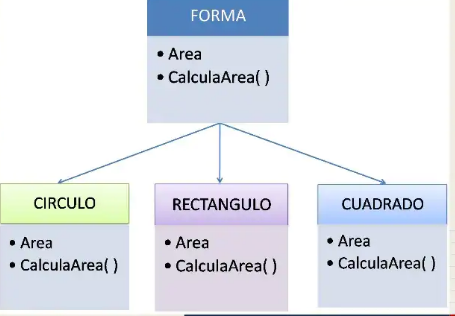 FORMA
• Area
• CalculaArea( )
CIRCULO
• Area
• CalculaArea( )
RECTANGULO
• Area
• CalculaArea( )
CUADRADO
• Area
• CalculaArea( )